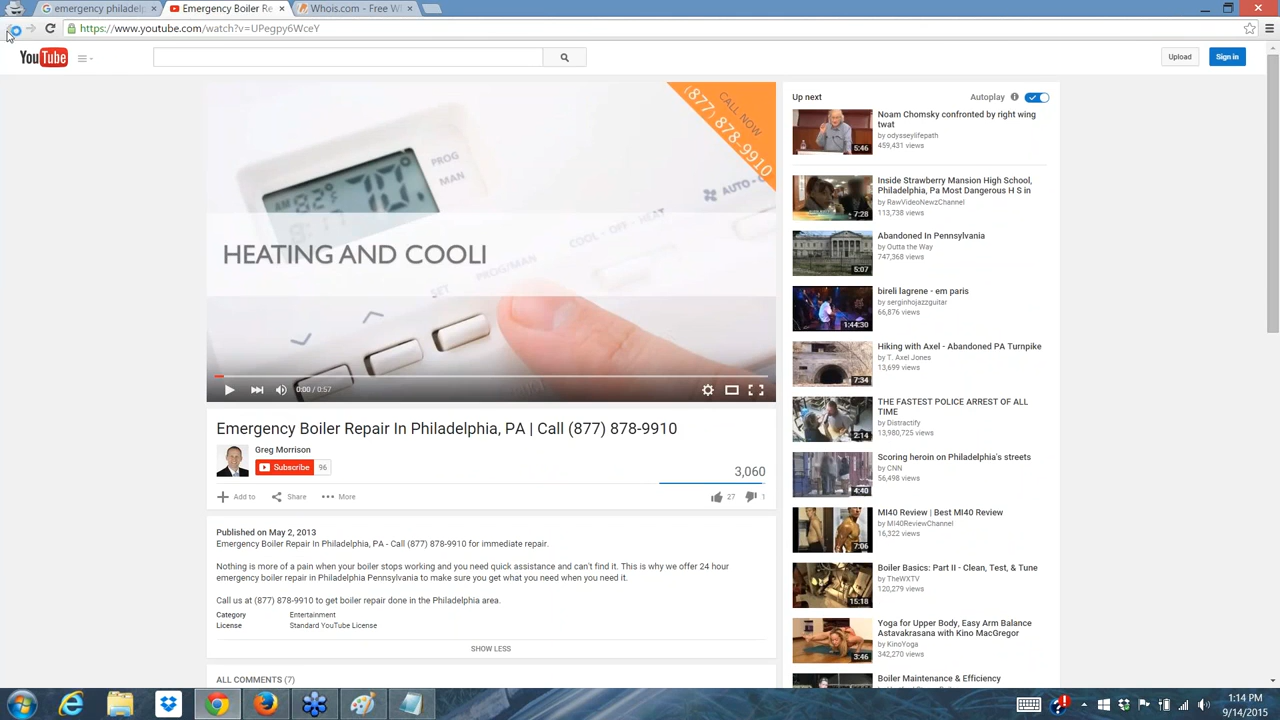 Emergency hvac philadelph
Emergency Boiler Repair I
Whois.com - Free W
https://www.youtube.com/watch?v=UPegpy6WceY
YouTube
Upload
Sign in
CALL NOW
(877) 878-9910
PROG
MAN
AUTO
HEATING AND COOLI
0:00 / 0:57
Emergency Boiler Repair In Philadelphia, PA | Call (877) 878-9910
Greg Morrison
Subscribe 96
3,060
Add to Share More
27 1
Published on May 2, 2013
Emergency Boiler Repair In Philadelphia, PA - Call (877) 878-9910 for immediate repair.
Nothing is more of a pain when your boiler stops working and you need quick assistance and can't find it. This is why we offer 24 hour
emergency boiler repair in Philadelphia Pennsylvania to make sure you get what you need when you need it.
Call us at (877) 878-9910 to get boiler repair done in the Philadelphia area.
Category Entertainment
License Standard YouTube License
SHOW LESS
ALL COMMENTS (7)
Up next
Autoplay
Noam Chomsky confronted by right wing
twat
by odysseylifepath
459,431 views
5:46
Inside Strawberry Mansion High School,
Philadelphia, Pa Most Dangerous H S in
by RawVideoNewzChannel
113,738 views
7:28
Abandoned In Pennsylvania
by Outta the Way
747,368 views
5:07
bireli lagrene - em paris
by serginhojazzguitar
66,876 views
1:44:30
Hiking with Axel - Abandoned PA Turnpike
by T. Axel Jones
13,699 views
7:34
THE FASTEST POLICE ARREST OF ALL
TIME
by Distractify
13,980,725 views
2:14
Scoring heroin on Philadelphia's streets
by CNN
56,498 views
4:40
MI40 Review | Best MI40 Review
by MI40ReviewChannel
16,322 views
7:06
Boiler Basics: Part II - Clean, Test, & Tune
by TheWXTV
120,279 views
15:18
Yoga for Upper Body, Easy Arm Balance
Astavakrasana with Kino MacGregor
by KinoYoga
342,270 views
3:46
Boiler Maintenance & Efficiency
1:14 PM
9/14/2015